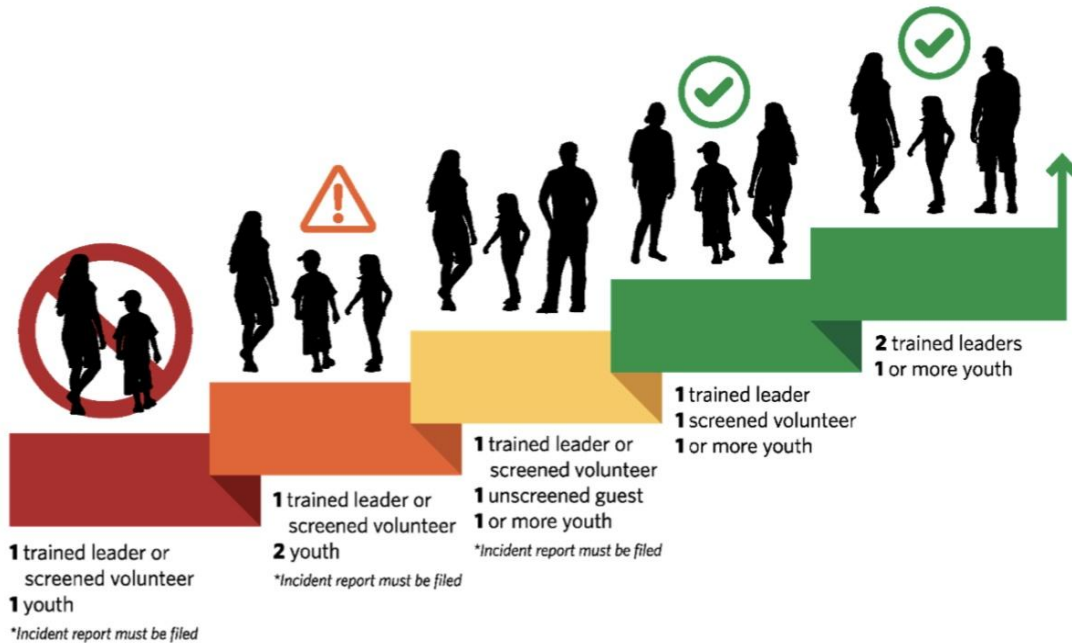 1 trained leader or
screened volunteer
1 youth
*Incident report must be filed
1 trained leader or
screened volunteer
2 youth
*Incident report must be filed
1 trained leader or
screened volunteer
1 unscreened guest
1 or more youth
*Incident report must be filed
1 trained leader
1 screened volunteer
1 or more youth
2 trained leaders
1 or more youth